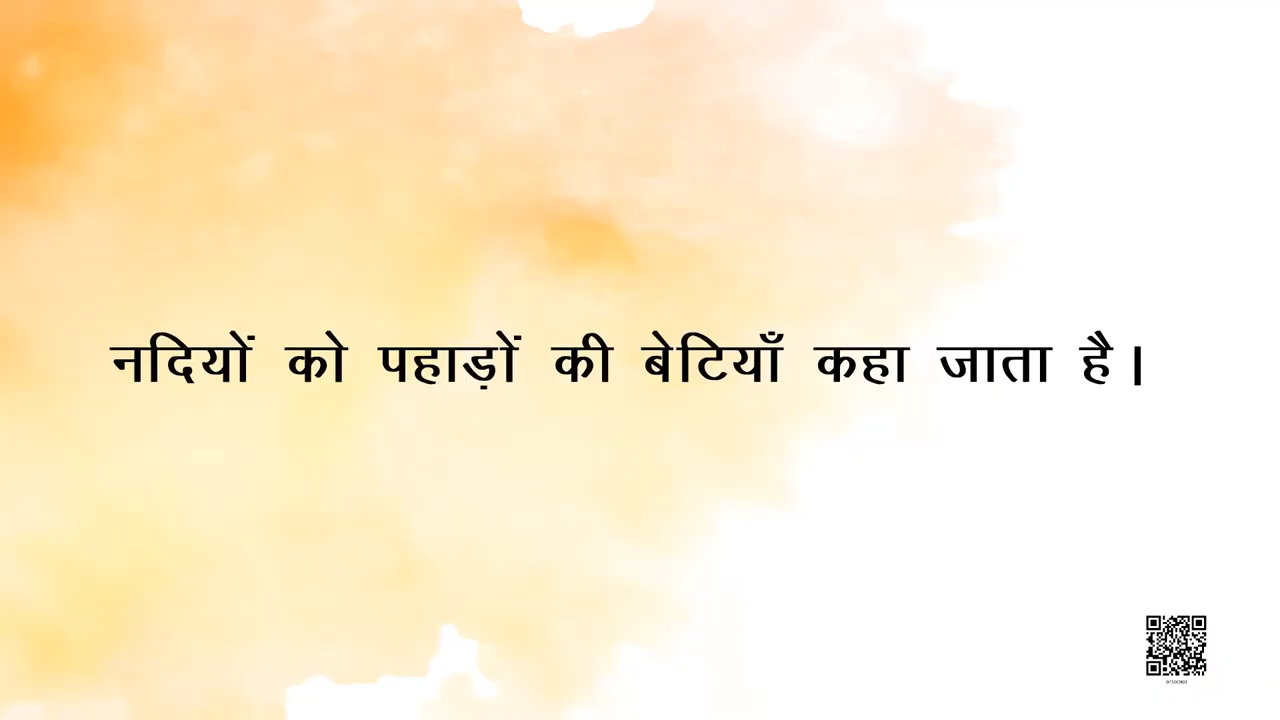 नदियों को पहाड़ों की बेटियाँ कहा जाता है।